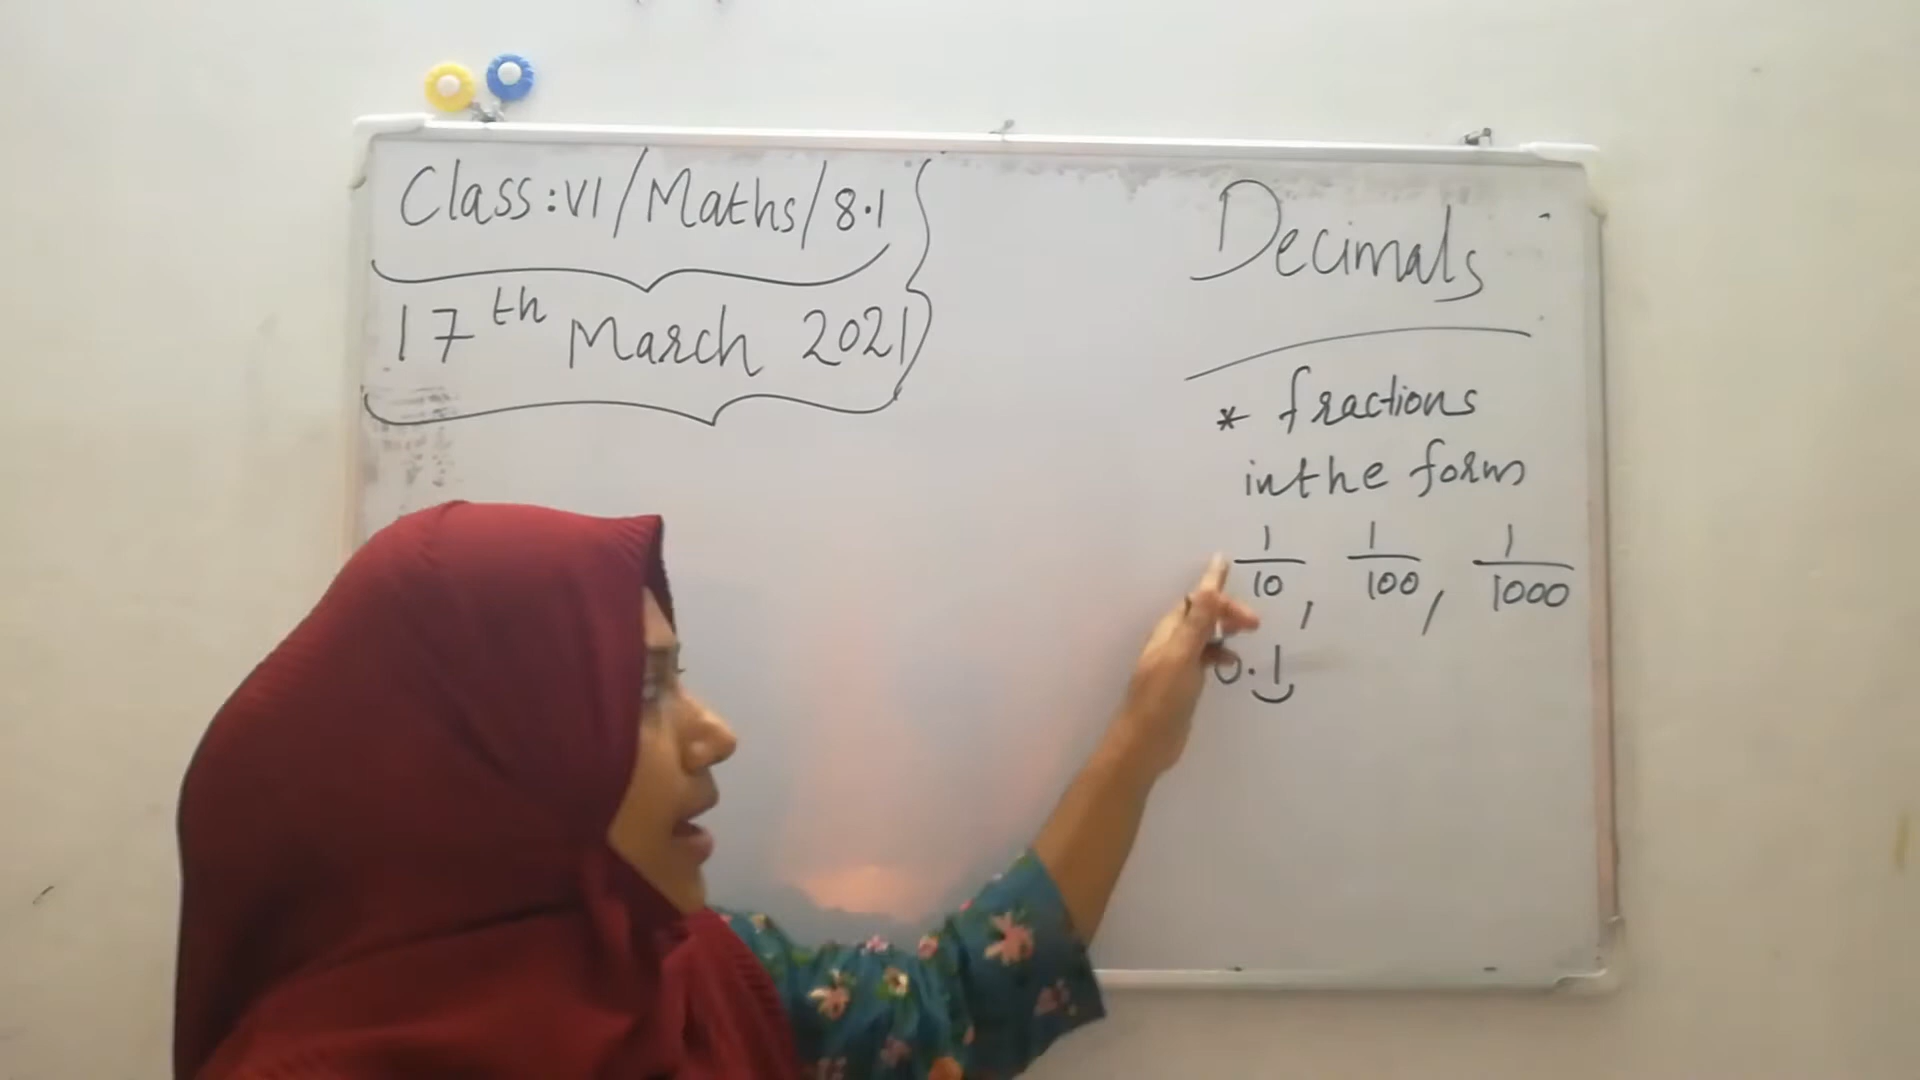 Class:VI/Maths/8.1
17th March 2021
Decimals
* fractions
in the form
1/10, 1/100, 1/1000
0.1